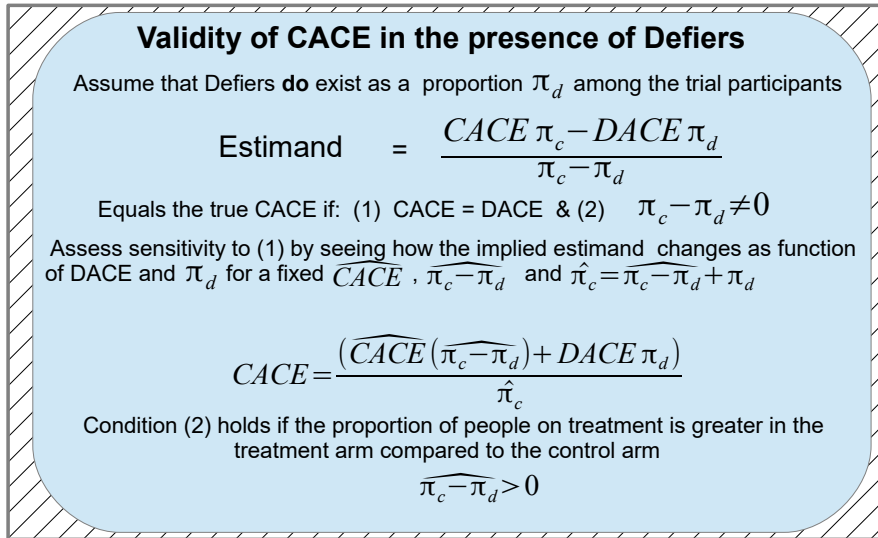 Validity of CACE in the presence of Defiers
Assume that Defiers do exist as a proportion π_d among the trial participants
Estimand = \frac{CACE π_c − DACE π_d}{π_c − π_d}
Equals the true CACE if: (1) CACE = DACE & (2) π_c − π_d ≠ 0
Assess sensitivity to (1) by seeing how the implied estimand changes as function
of DACE and π_d for a fixed \widehat{CACE} , \widehat{π_c − π_d} and \hat{π}_c = \widehat{π_c − π_d} + π_d
CACE = \frac{(\widehat{CACE} (\widehat{π_c − π_d}) + DACE π_d)}{\hat{π}_c}
Condition (2) holds if the proportion of people on treatment is greater in the
treatment arm compared to the control arm
\widehat{π_c − π_d} > 0